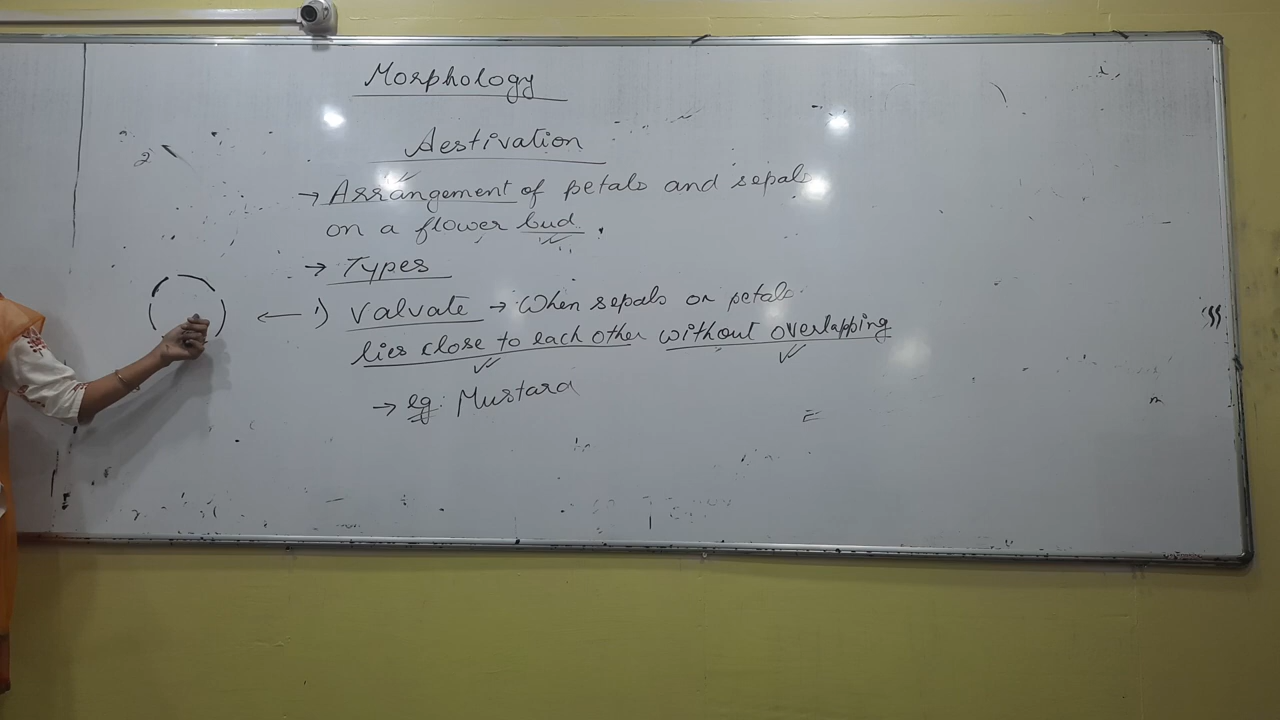 Morphology
Aestivation
→ Arrangement of petals and sepals
on a flower bud.
→ Types
← i) Valvate → When sepals or petals
lies close to each other without overlapping
→ eg: Mustard